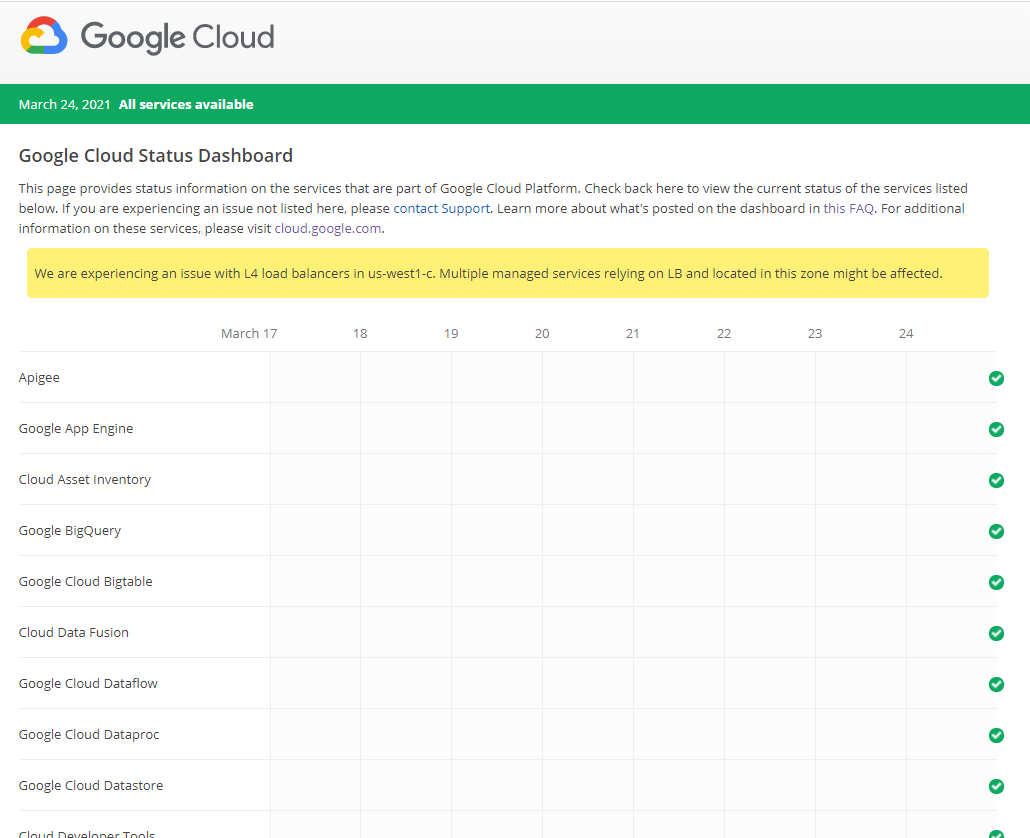 Google Cloud
March 24, 2021 All services available
Google Cloud Status Dashboard
This page provides status information on the services that are part of Google Cloud Platform. Check back here to view the current status of the services listed
below. If you are experiencing an issue not listed here, please contact Support. Learn more about what's posted on the dashboard in this FAQ. For additional
information on these services, please visit cloud.google.com.
We are experiencing an issue with L4 load balancers in us-west1-c. Multiple managed services relying on LB and located in this zone might be affected.
March 17 18 19 20 21 22 23 24
Apigee
Google App Engine
Cloud Asset Inventory
Google BigQuery
Google Cloud Bigtable
Cloud Data Fusion
Google Cloud Dataflow
Google Cloud Dataproc
Google Cloud Datastore
Cloud Developer Tools